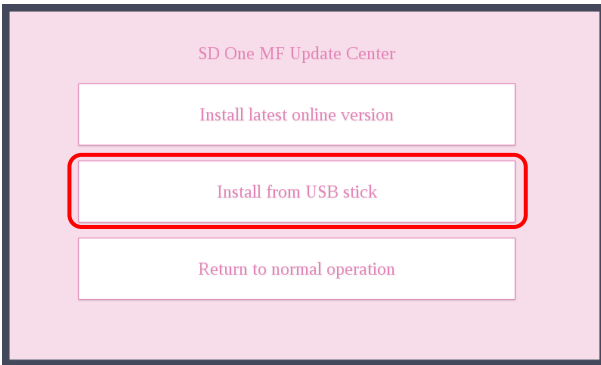 SD One MF Update Center
Install latest online version
Install from USB stick
Return to normal operation